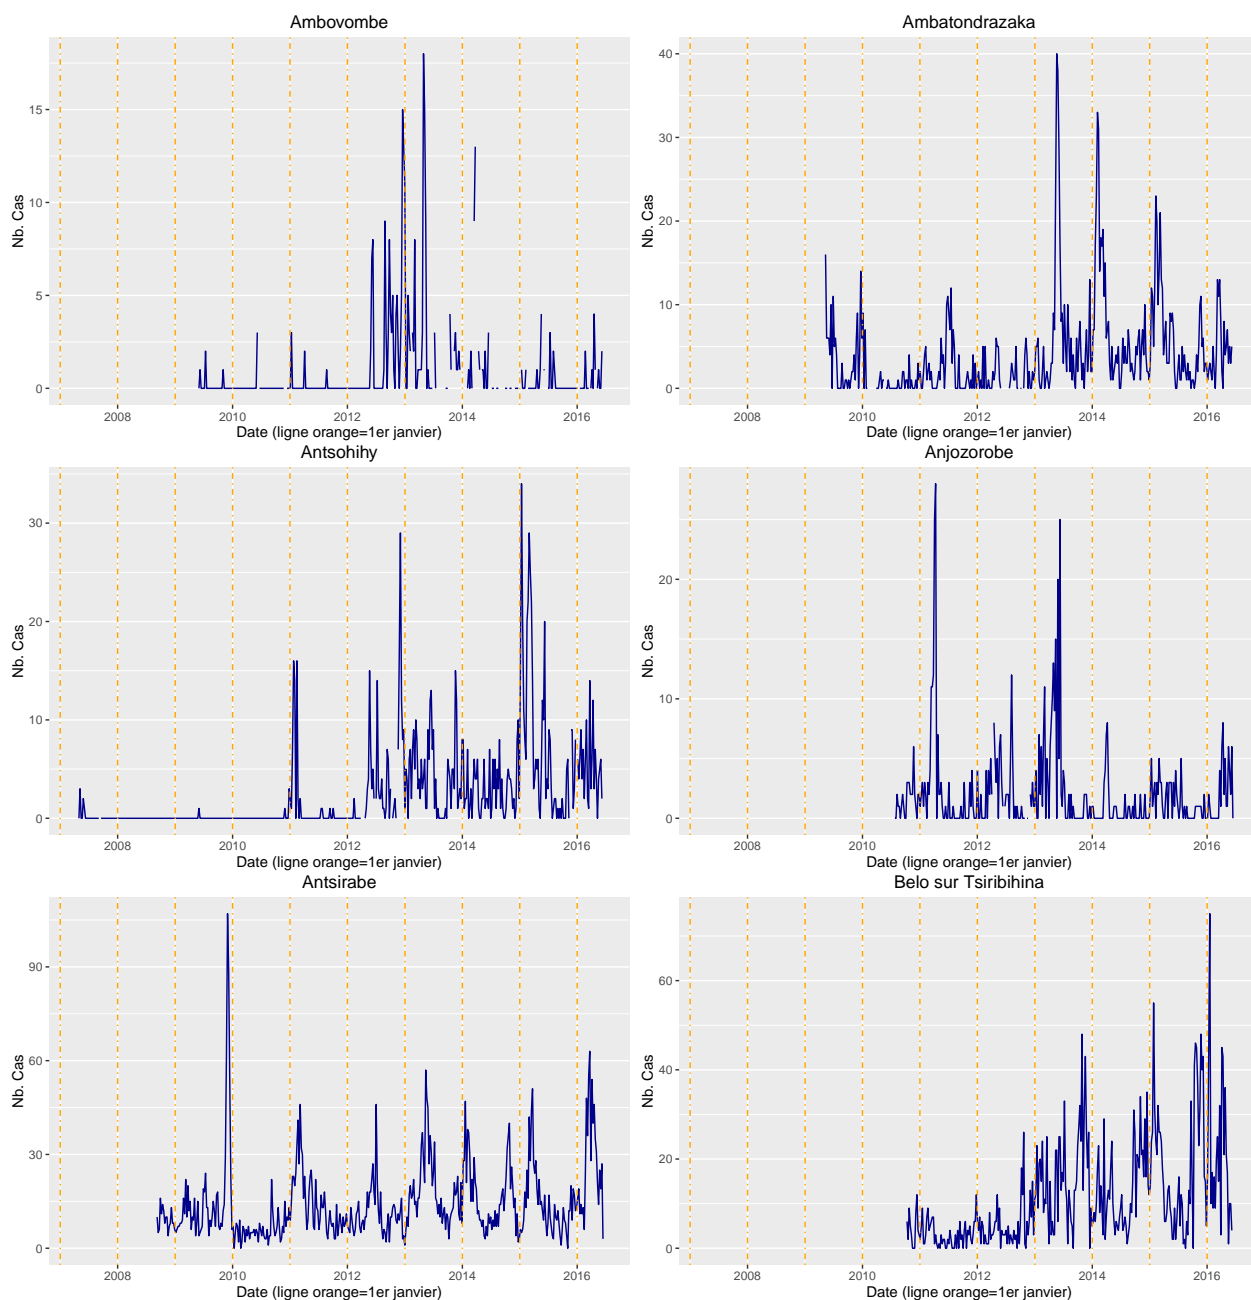 Ambovombe
Nb. Cas
15
10
5
0
2008 2010 2012 2014 2016
Date (ligne orange=1er janvier)
Ambatondrazaka
Nb. Cas
40
30
20
10
0
2008 2010 2012 2014 2016
Date (ligne orange=1er janvier)
Antsohihy
Nb. Cas
30
20
10
0
2008 2010 2012 2014 2016
Date (ligne orange=1er janvier)
Anjozorobe
Nb. Cas
20
10
0
2008 2010 2012 2014 2016
Date (ligne orange=1er janvier)
Antsirabe
Nb. Cas
90
60
30
0
2008 2010 2012 2014 2016
Date (ligne orange=1er janvier)
Belo sur Tsiribihina
Nb. Cas
60
40
20
0
2008 2010 2012 2014 2016
Date (ligne orange=1er janvier)